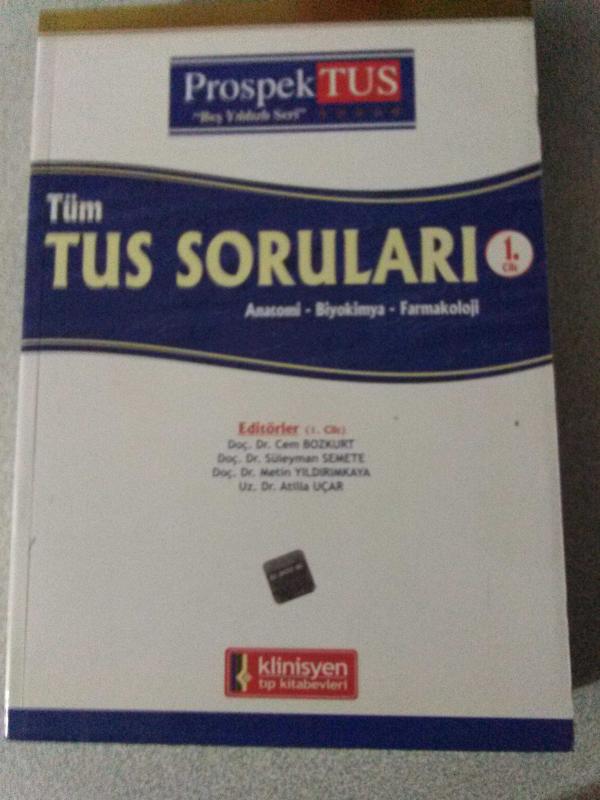 ProspekTUS
"Beş Yıldızlı Seri"
Tüm
TUS SORULARI
1.
Cilt
Anatomi - Biyokimya - Farmakoloji
Editörler (1. Cilt)
Doç. Dr. Cem BOZKURT
Doç. Dr. Süleyman SEMETE
Doç. Dr. Metin YILDIRIMKAYA
Uz. Dr. Atilla UÇAR
klinisyen
tıp kitabevleri